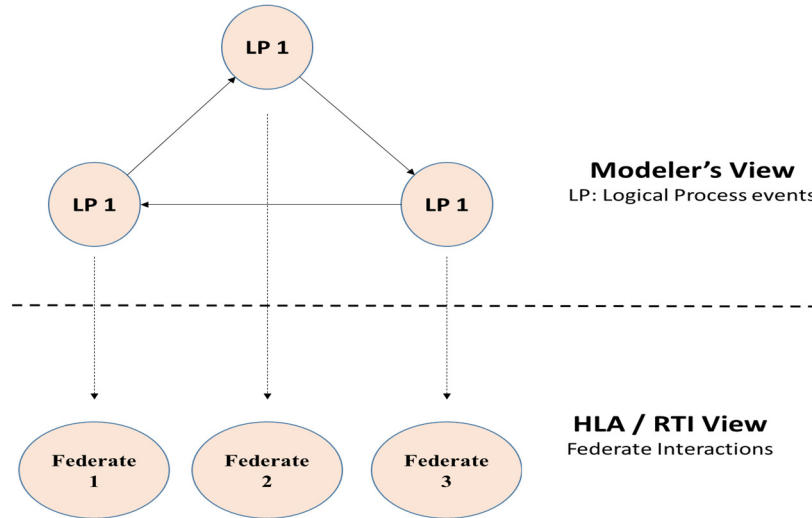 LP 1
LP 1
LP 1
Modeler's View
LP: Logical Process events
HLA / RTI View
Federate Interactions
Federate
1
Federate
2
Federate
3